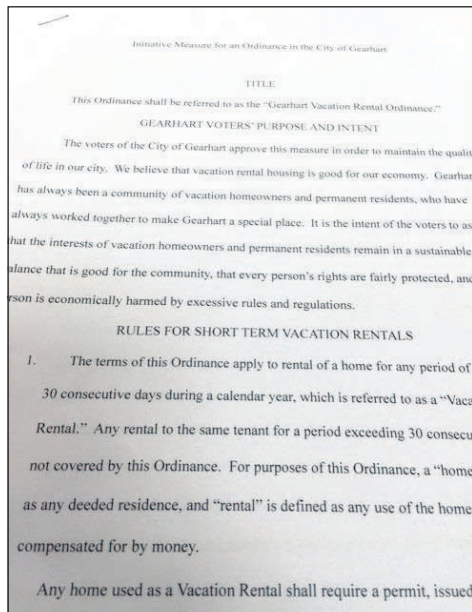 Initiative Measure for an Ordinance in the City of Gearhart
TITLE
This Ordinance shall be referred to as the “Gearhart Vacation Rental Ordinance.”
GEARHART VOTERS’ PURPOSE AND INTENT
The voters of the City of Gearhart approve this measure in order to maintain the qualit
of life in our city. We believe that vacation rental housing is good for our economy. Gearhar
has always been a community of vacation homeowners and permanent residents, who have
always worked together to make Gearhart a special place. It is the intent of the voters to as
that the interests of vacation homeowners and permanent residents remain in a sustainable
alance that is good for the community, that every person’s rights are fairly protected, and
rson is economically harmed by excessive rules and regulations.
RULES FOR SHORT TERM VACATION RENTALS
1. The terms of this Ordinance apply to rental of a home for any period of
30 consecutive days during a calendar year, which is referred to as a “Vaca
Rental.” Any rental to the same tenant for a period exceeding 30 consecu
not covered by this Ordinance. For purposes of this Ordinance, a “home
as any deeded residence, and “rental” is defined as any use of the home
compensated for by money.
Any home used as a Vacation Rental shall require a permit, issued